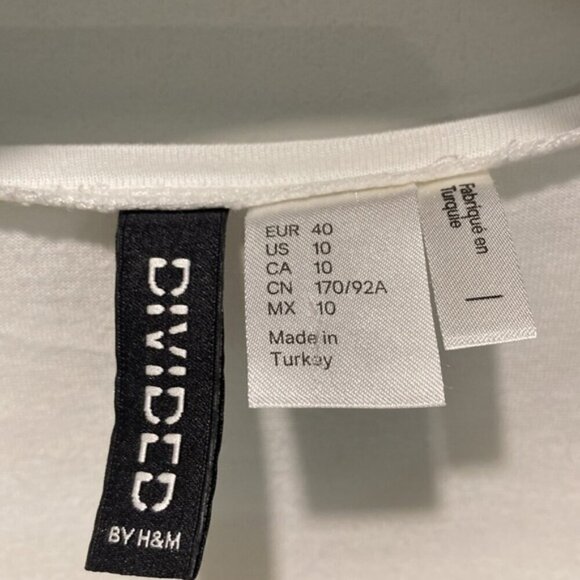 DIVIDED
BY H&M
EUR 40
US 10
CA 10
CN 170/92A
MX 10
Made in
Turkey
Fabriqué en
Turquie